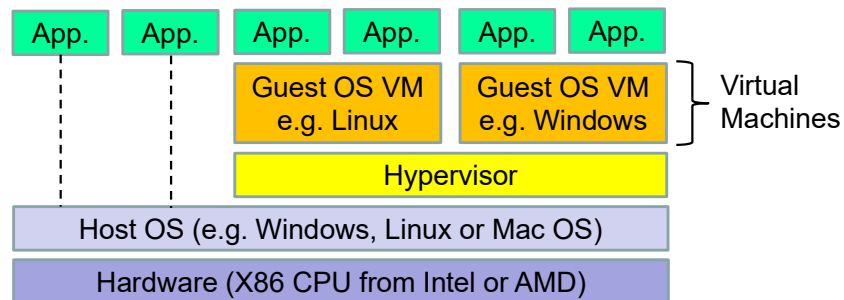 App.
App.
App.
App.
App.
App.
Guest OS VM
e.g. Linux
Guest OS VM
e.g. Windows
Virtual
Machines
Hypervisor
Host OS (e.g. Windows, Linux or Mac OS)
Hardware (X86 CPU from Intel or AMD)